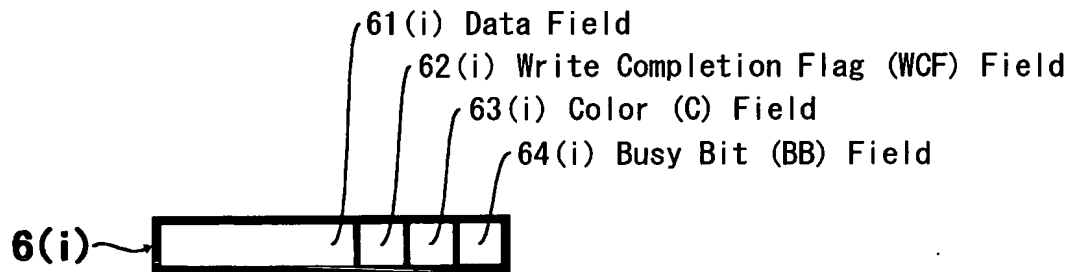 61(i) Data Field
62(i) Write Completion Flag (WCF) Field
63(i) Color (C) Field
64(i) Busy Bit (BB) Field
6(i)